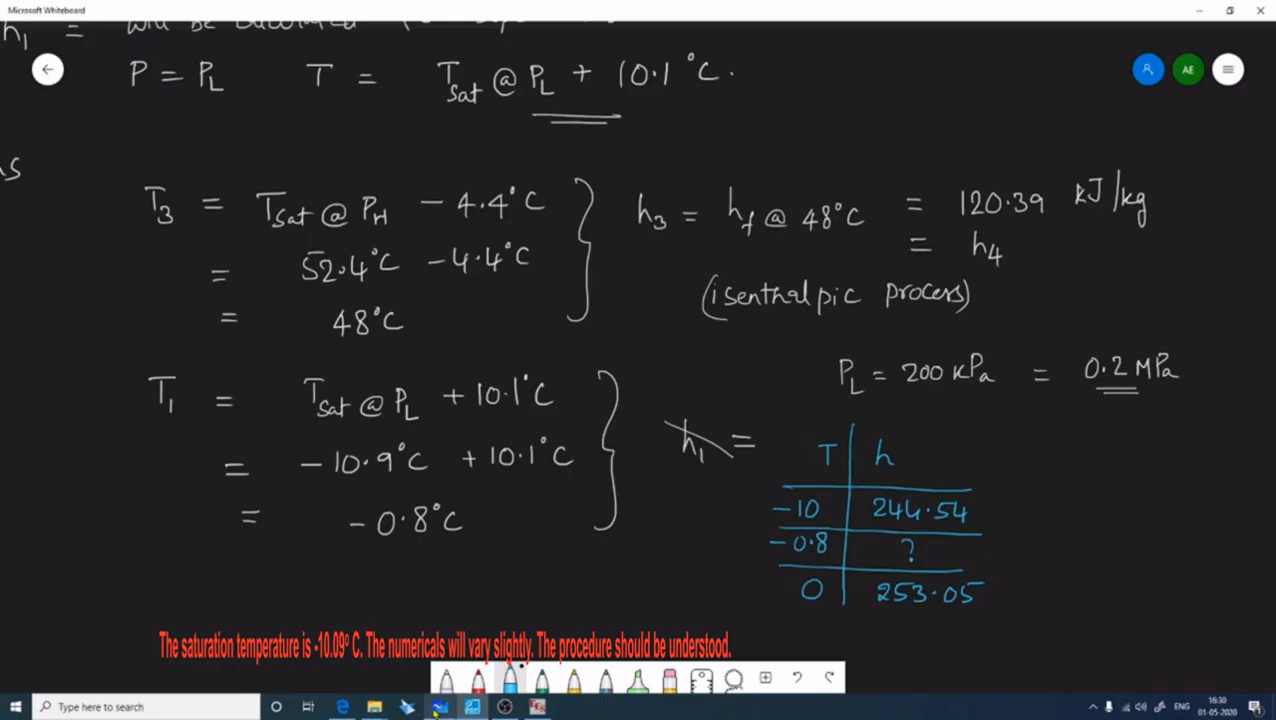 Microsoft Whiteboard
h1 = will be
P = PL T = Tsat @ PL + 10.1°C.
AE
T3 = Tsat @ PH - 4.4°C
= 52.4°C - 4.4°C
= 48°C
h3 = hf @ 48°C = 120.39 kJ/kg
= h4
(isenthalpic process)
PL = 200 kPa = 0.2 MPa
T1 = Tsat @ PL + 10.1°C
= -10.9°C + 10.1°C
= -0.8°C
h1 =
T h
-10 244.54
-0.8 ?
0 253.05
The saturation temperature is -10.09° C. The numericals will vary slightly. The procedure should be understood.
Type here to search
ENG
16:30
01-05-2020